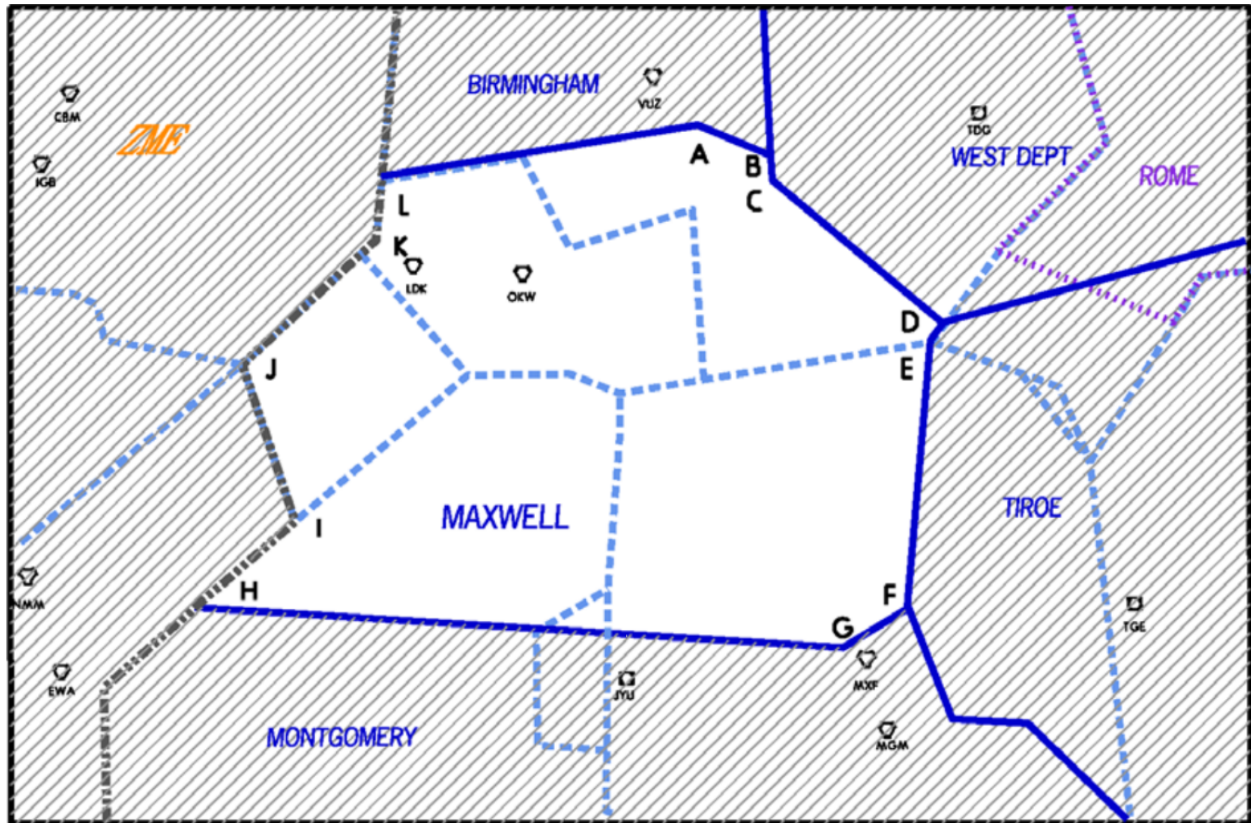 BIRMINGHAM
VUZ
CBM
ZME
IGB
TDG
WEST DEPT
ROME
A
B
C
L
K
LDK
OKW
D
E
J
MAXWELL
TIROE
I
H
F
G
NMM
TGE
EWA
JYU
MXF
MGM
MONTGOMERY